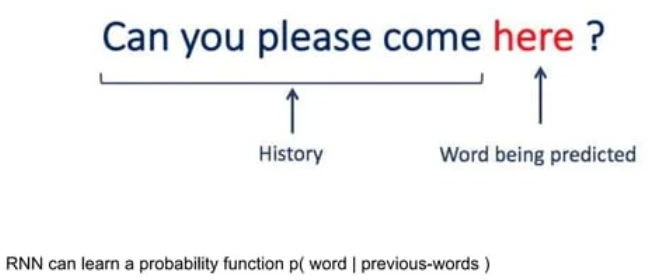 Can you please come here ?
History
Word being predicted
RNN can learn a probability function p( word | previous-words )